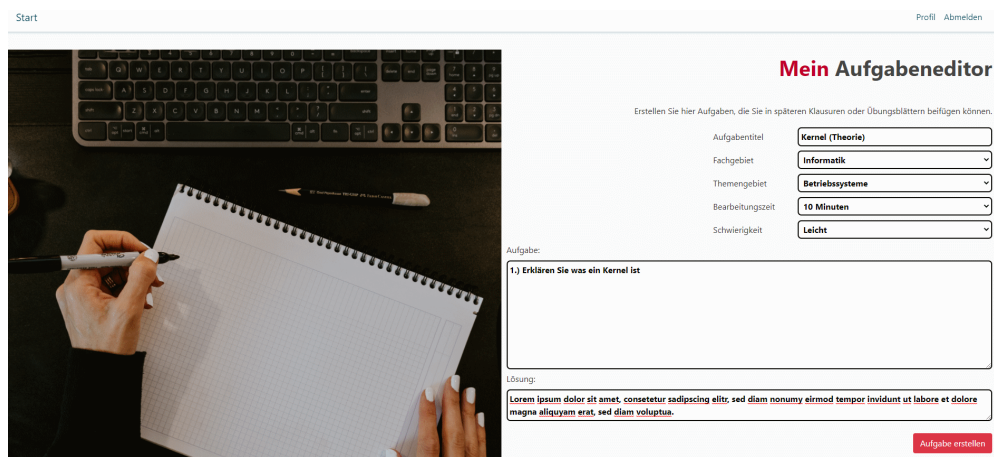 Start
Profil Abmelden
Mein Aufgabeneditor
Erstellen Sie hier Aufgaben, die Sie in späteren Klausuren oder Übungsblättern beifügen können.
Aufgabentitel Kernel (Theorie)
Fachgebiet Informatik
Themengebiet Betriebssysteme
Bearbeitungszeit 10 Minuten
Schwierigkeit Leicht
Aufgabe:
1.) Erklären Sie was ein Kernel ist
Lösung:
Lorem ipsum dolor sit amet, consetetur sadipscing elitr, sed diam nonumy eirmod tempor invidunt ut labore et dolore
magna aliquyam erat, sed diam voluptua.
Aufgabe erstellen